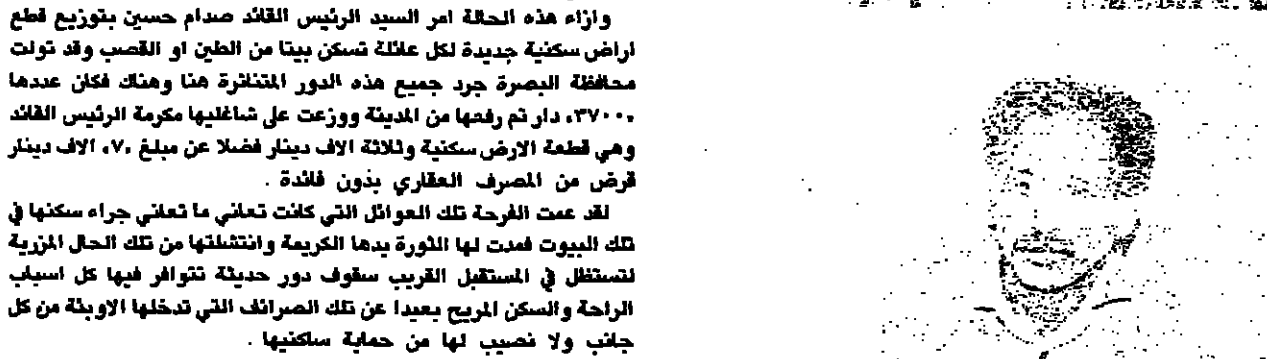 وازاء هذه الحالة امر السيد الرئيس القائد صدام حسين بتوزيع قطع
اراض سكنية جديدة لكل عائلة تسكن بيتا من الطين او القصب وقد تولت
محافظة البصرة جرد جميع هذه الدور المتناثرة هنا وهناك فكان عددها
«٣٧٠٠» دار تم رفعها من المدينة ووزعت على شاغليها مكرمة الرئيس القائد
وهي قطعة الارض سكنية وثلاثة الاف دينار فضلا عن مبلغ «٧» الاف دينار
قرض من المصرف العقاري بدون فائدة .
لقد عمت الفرحة تلك العوائل التي كانت تعاني ما تعاني جراء سكنها في
تلك البيوت فمدت لها الثورة يدها الكريمة وانتشلتها من تلك الحال المزرية
لتستظل في المستقبل القريب سقوف دور حديثة تتوافر فيها كل اسباب
الراحة والسكن المريح بعيدا عن تلك الصرائف التي تدخلها الاوبئة من كل
جانب ولا نصيب لها من حماية ساكنيها .